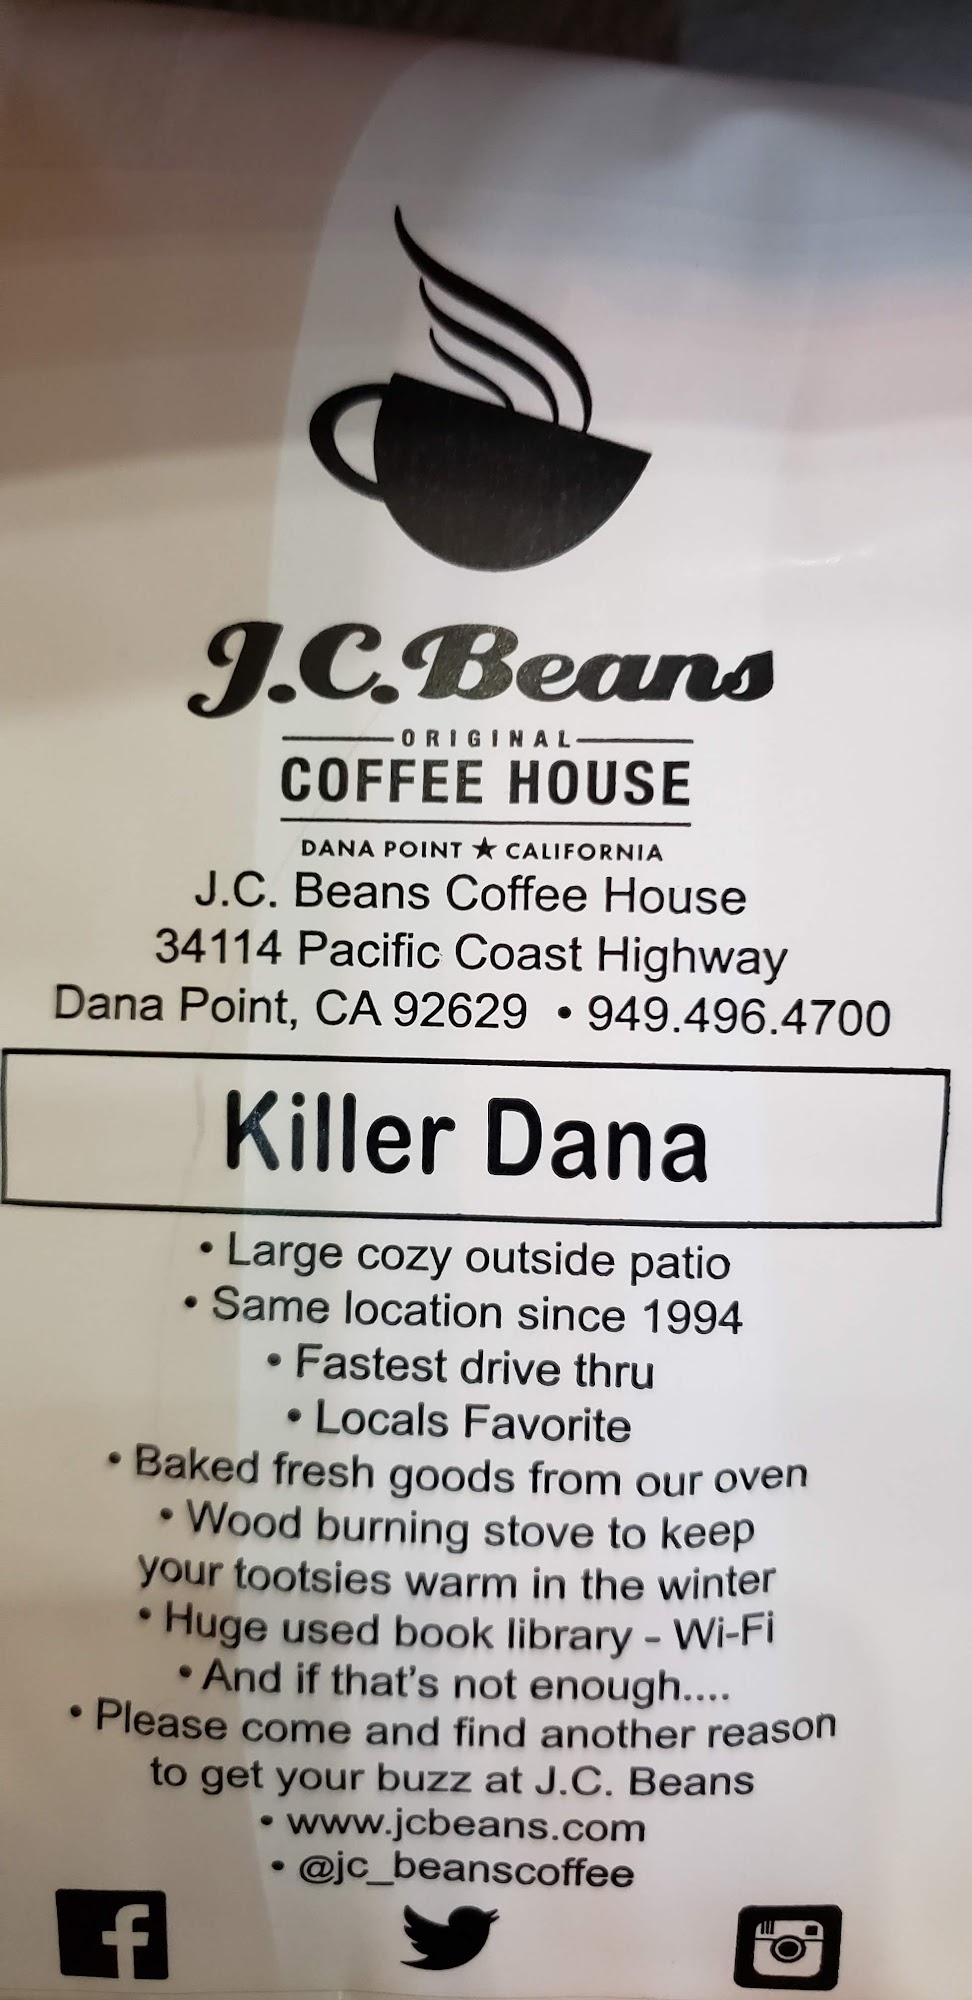 J.C. Beans
ORIGINAL
COFFEE HOUSE
DANA POINT ★ CALIFORNIA
J.C. Beans Coffee House
34114 Pacific Coast Highway
Dana Point, CA 92629 • 949.496.4700
Killer Dana
• Large cozy outside patio
• Same location since 1994
• Fastest drive thru
• Locals Favorite
• Baked fresh goods from our oven
• Wood burning stove to keep
your tootsies warm in the winter
• Huge used book library - Wi-Fi
• And if that's not enough....
• Please come and find another reason
to get your buzz at J.C. Beans
• www.jcbeans.com
• @jc_beanscoffee